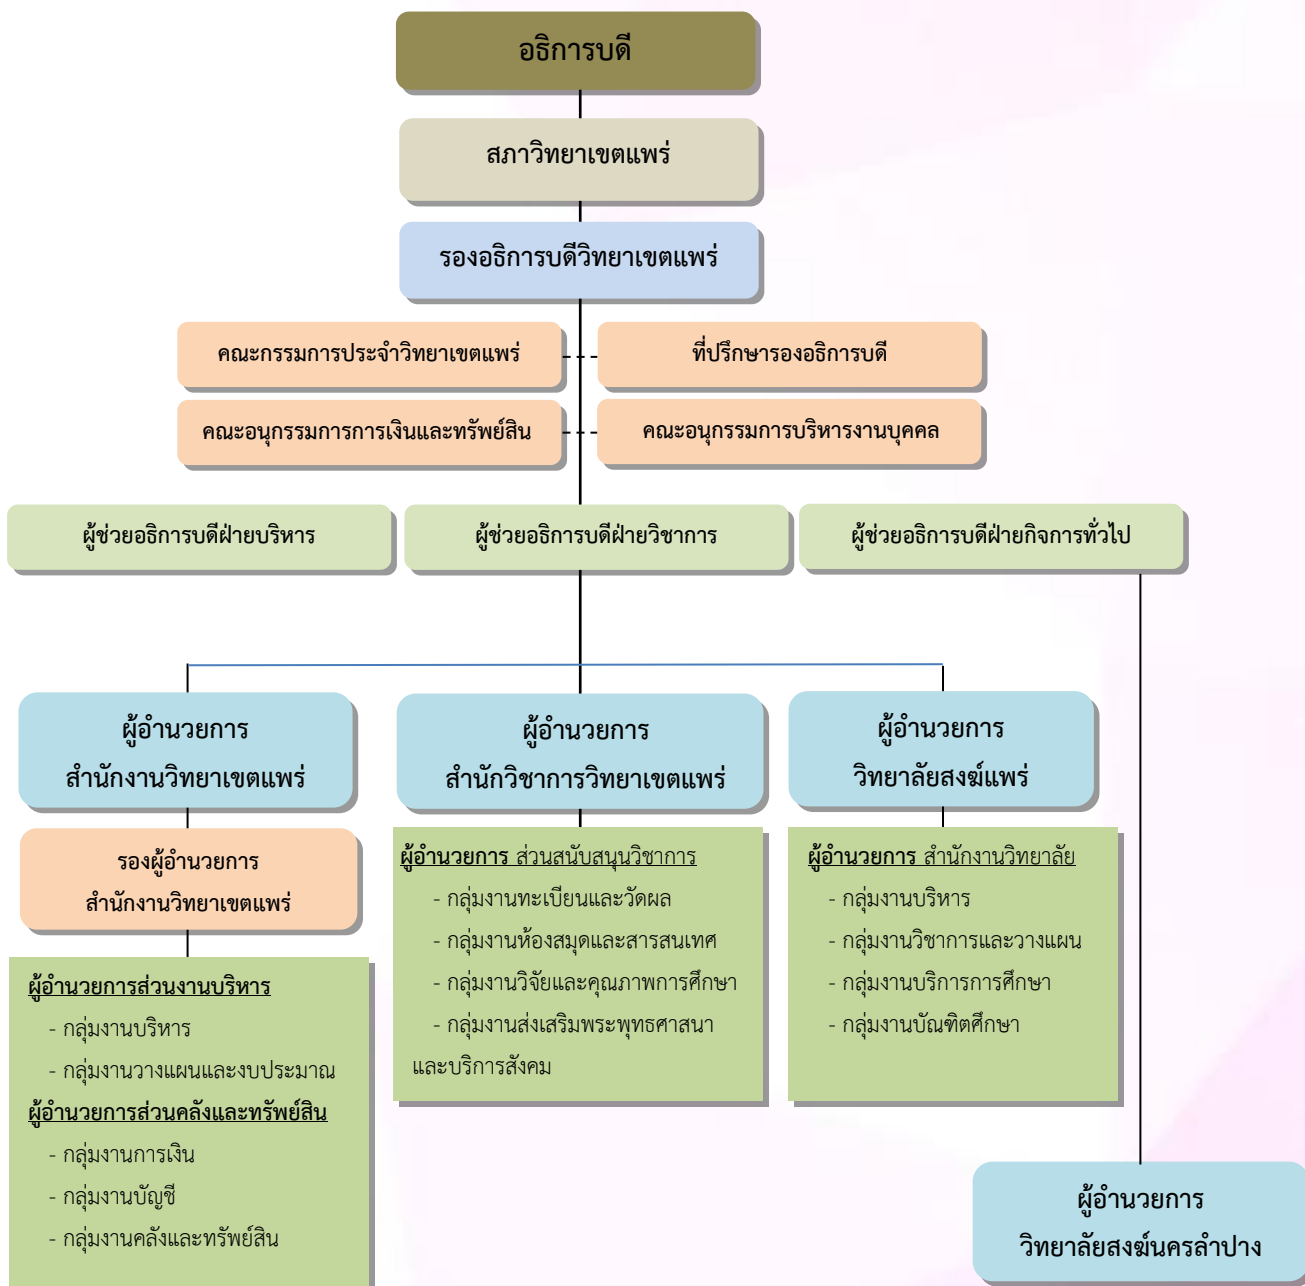 อธิการบดี
สภาวิทยาเขตแพร่
รองอธิการบดีวิทยาเขตแพร่
คณะกรรมการประจำวิทยาเขตแพร่
ที่ปรึกษารองอธิการบดี
คณะอนุกรรมการการเงินและทรัพย์สิน
คณะอนุกรรมการบริหารงานบุคคล
ผู้ช่วยอธิการบดีฝ่ายบริหาร
ผู้ช่วยอธิการบดีฝ่ายวิชาการ
ผู้ช่วยอธิการบดีฝ่ายกิจการทั่วไป
ผู้อำนวยการ
สำนักงานวิทยาเขตแพร่
รองผู้อำนวยการ
สำนักงานวิทยาเขตแพร่
ผู้อำนวยการส่วนงานบริหาร
- กลุ่มงานบริหาร
- กลุ่มงานวางแผนและงบประมาณ
ผู้อำนวยการส่วนคลังและทรัพย์สิน
- กลุ่มงานการเงิน
- กลุ่มงานบัญชี
- กลุ่มงานคลังและทรัพย์สิน
ผู้อำนวยการ
สำนักวิชาการวิทยาเขตแพร่
ผู้อำนวยการ ส่วนสนับสนุนวิชาการ
- กลุ่มงานทะเบียนและวัดผล
- กลุ่มงานห้องสมุดและสารสนเทศ
- กลุ่มงานวิจัยและคุณภาพการศึกษา
- กลุ่มงานส่งเสริมพระพุทธศาสนา
และบริการสังคม
ผู้อำนวยการ
วิทยาลัยสงฆ์แพร่
ผู้อำนวยการ สำนักงานวิทยาลัย
- กลุ่มงานบริหาร
- กลุ่มงานวิชาการและวางแผน
- กลุ่มงานบริการการศึกษา
- กลุ่มงานบัณฑิตศึกษา
ผู้อำนวยการ
วิทยาลัยสงฆ์นครลำปาง